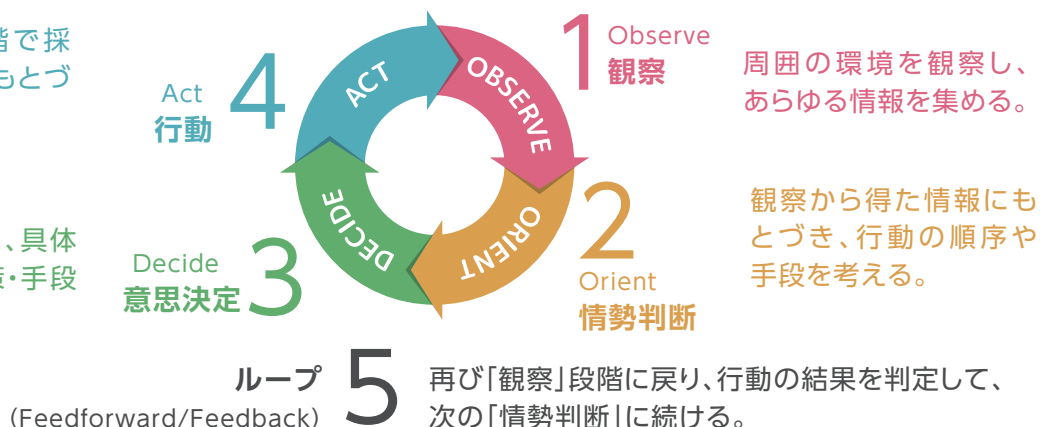 1
Observe
観察
周囲の環境を観察し、
あらゆる情報を集める。
2
Orient
情勢判断
観察から得た情報にも
とづき、行動の順序や
手段を考える。
3
Decide
意思決定
、具体
・手段
4
Act
行動
階で採
もとづ
OBSERVE
ORIENT
DECIDE
ACT
5
ループ
(Feedforward/Feedback)
再び「観察」段階に戻り、行動の結果を判定して、
次の「情勢判断」に続ける。